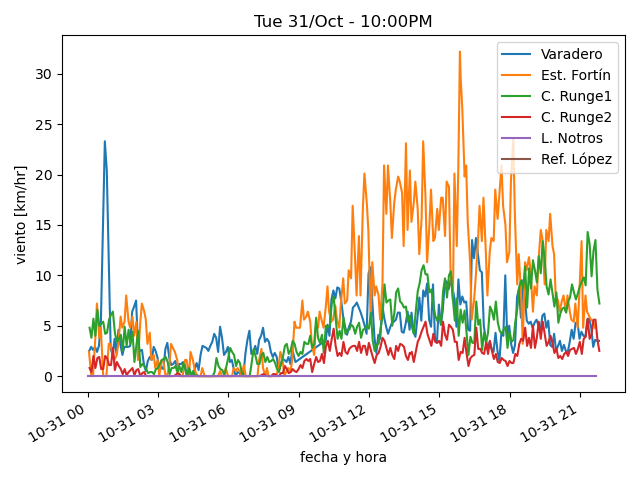 Tue 31/Oct - 10:00PM
Varadero
Est. Fortín
C. Runge1
C. Runge2
L. Notros
Ref. López
viento [km/hr]
30
25
20
15
10
5
0
10-31 00
10-31 03
10-31 06
10-31 09
10-31 12
10-31 15
10-31 18
10-31 21
fecha y hora